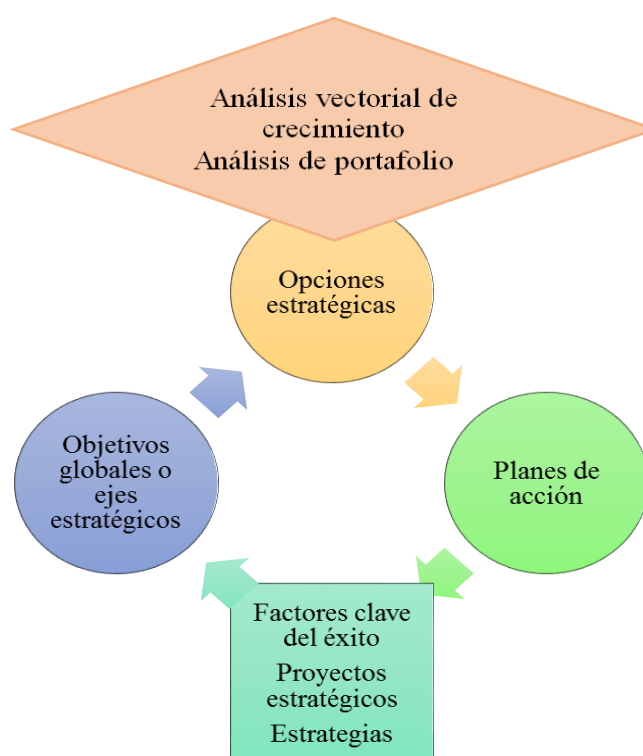 Análisis vectorial de
crecimiento
Análisis de portafolio
Opciones
estratégicas
Objetivos
globales o
ejes
estratégicos
Planes de
acción
Factores clave
del éxito
Proyectos
estratégicos
Estrategias